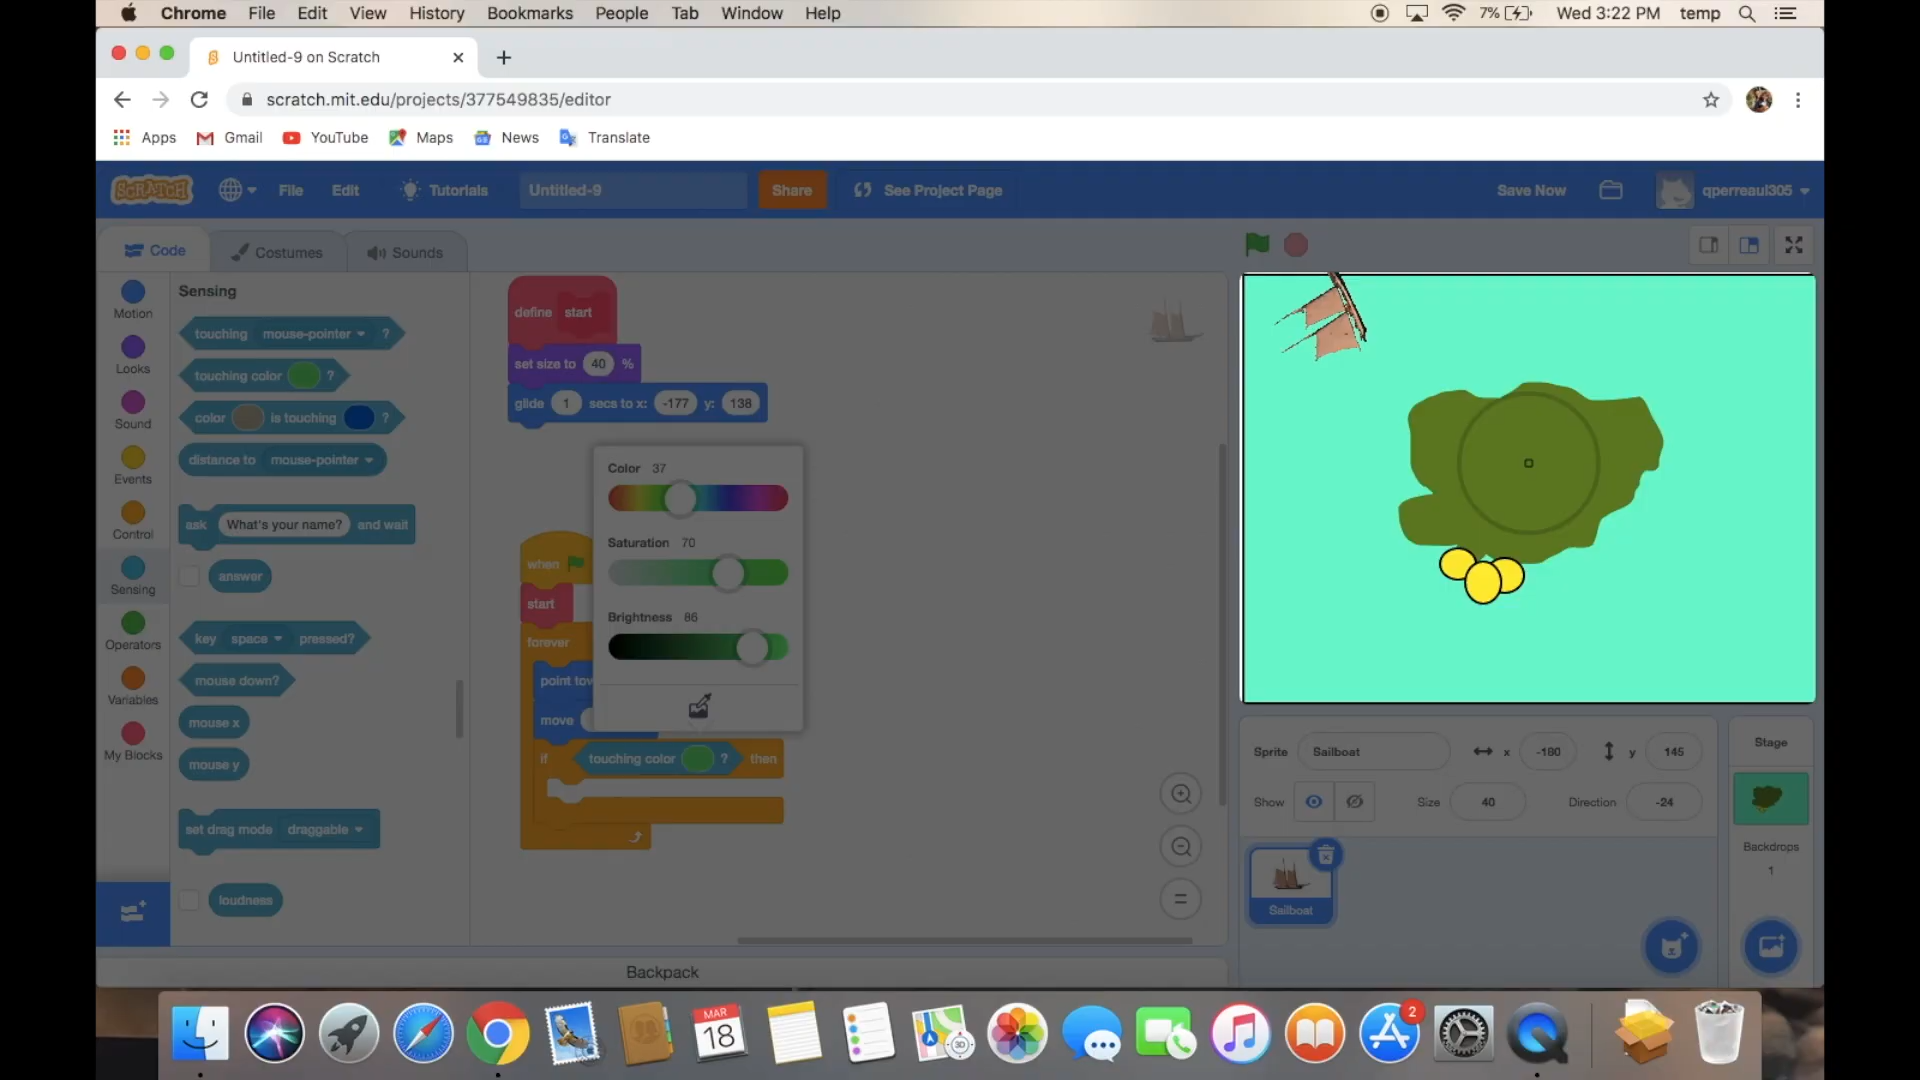 Chrome File Edit View History Bookmarks People Tab Window Help 7% Wed 3:22 PM temp
Untitled-9 on Scratch
scratch.mit.edu/projects/377549835/editor
Apps Gmail YouTube Maps News Translate
SCRATCH File Edit Tutorials Untitled-9 Share See Project Page Save Now qperreaul305
Code Costumes Sounds
Motion
Looks
Sound
Events
Control
Sensing
Operators
Variables
My Blocks
Sensing
touching mouse-pointer ?
touching color ?
color is touching ?
distance to mouse-pointer
ask What's your name? and wait
answer
key space pressed?
mouse down?
mouse x
mouse y
set drag mode draggable
loudness
define start
set size to 40 %
glide 1 secs to x: -177 y: 138
Color 37
Saturation 70
Brightness 86
when
start
forever
point tow
move
if touching color ? then
Backpack
Sprite Sailboat x -180 y 145
Show Size 40 Direction -24
Sailboat
Stage
Backdrops
1
MAR
18
3D
2